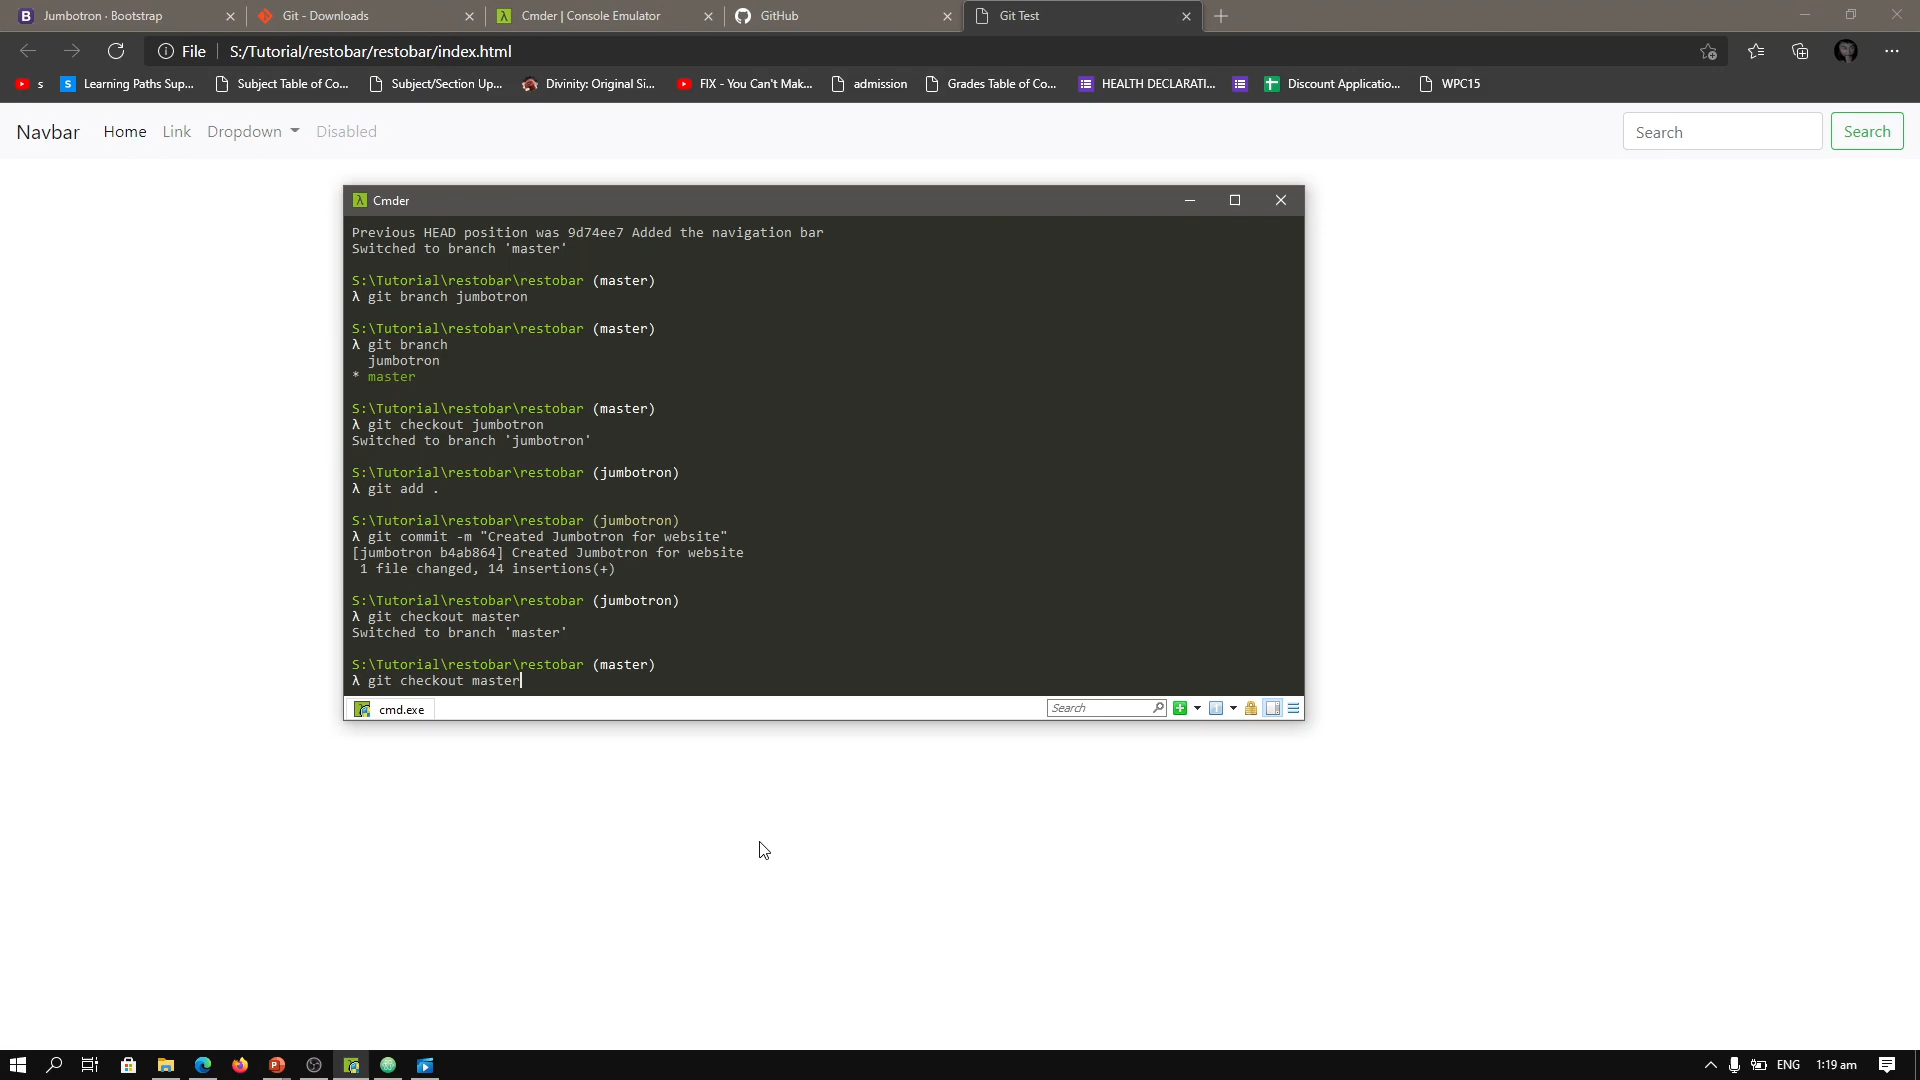 Jumbotron · Bootstrap
Git - Downloads
Cmder | Console Emulator
GitHub
Git Test
File
S:/Tutorial/restobar/restobar/index.html
s
Learning Paths Sup...
Subject Table of Co...
Subject/Section Up...
Divinity: Original Si...
FIX - You Can't Mak...
admission
Grades Table of Co...
HEALTH DECLARATI...
Discount Applicatio...
WPC15
Navbar
Home
Link
Dropdown
Disabled
Search
Search
Cmder
Previous HEAD position was 9d74ee7 Added the navigation bar
Switched to branch 'master'
S:\Tutorial\restobar\restobar (master)
λ git branch jumbotron
S:\Tutorial\restobar\restobar (master)
λ git branch
jumbotron
* master
S:\Tutorial\restobar\restobar (master)
λ git checkout jumbotron
Switched to branch 'jumbotron'
S:\Tutorial\restobar\restobar (jumbotron)
λ git add .
S:\Tutorial\restobar\restobar (jumbotron)
λ git commit -m "Created Jumbotron for website"
[jumbotron b4ab864] Created Jumbotron for website
1 file changed, 14 insertions(+)
S:\Tutorial\restobar\restobar (jumbotron)
λ git checkout master
Switched to branch 'master'
S:\Tutorial\restobar\restobar (master)
λ git checkout master
cmd.exe
Search
ENG
1:19 am